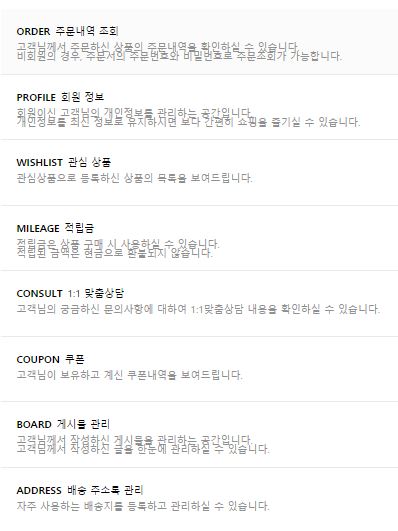 ORDER 주문내역 조회
고객님께서 주문하신 상품의 주문내역을 확인하실 수 있습니다.
비회원의 경우, 주문서의 주문번호와 비밀번호로 주문조회가 가능합니다.
PROFILE 회원 정보
회원이신 고객님의 개인정보를 관리하는 공간입니다.
개인정보를 최신 정보로 유지하시면 보다 간편히 쇼핑을 즐기실 수 있습니다.
WISHLIST 관심 상품
관심상품으로 등록하신 상품의 목록을 보여드립니다.
MILEAGE 적립금
적립금은 상품 구매 시 사용하실 수 있습니다.
적립된 금액은 현금으로 환불되지 않습니다.
CONSULT 1:1 맞춤상담
고객님의 궁금하신 문의사항에 대하여 1:1맞춤상담 내용을 확인하실 수 있습니다.
COUPON 쿠폰
고객님이 보유하고 계신 쿠폰내역을 보여드립니다.
BOARD 게시물 관리
고객님께서 작성하신 게시물을 관리하는 공간입니다.
고객님께서 작성하신 글을 한눈에 관리하실 수 있습니다.
ADDRESS 배송 주소록 관리
자주 사용하는 배송지를 등록하고 관리하실 수 있습니다.